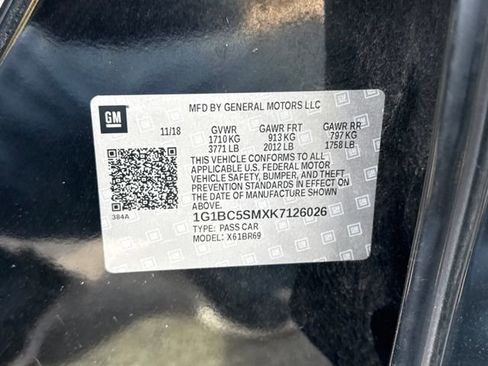 GM
MFD BY GENERAL MOTORS LLC
11/18 GVWR GAWR FRT GAWR RR
1710 KG 913 KG 797 KG
3771 LB 2012 LB 1758 LB
THIS VEHICLE CONFORMS TO ALL
APPLICABLE U.S. FEDERAL MOTOR
VEHICLE SAFETY, BUMPER, AND THEFT
PREVENTION STANDARDS IN EFFECT ON
THE DATE OF MANUFACTURE SHOWN
ABOVE.
384A
1G1BC5SMXK7126026
TYPE: PASS CAR
MODEL: X61BR69